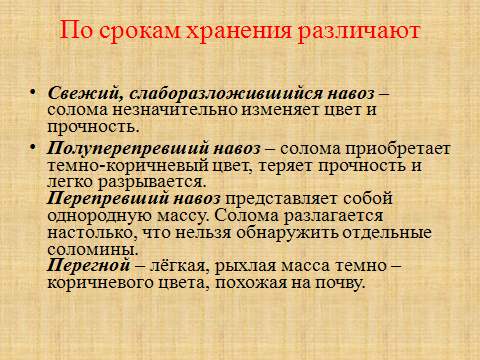 По срокам хранения различают
• Свежий, слаборазложившийся навоз –
солома незначительно изменяет цвет и
прочность.
• Полуперепревший навоз – солома приобретает
темно-коричневый цвет, теряет прочность и
легко разрывается.
Перепревший навоз представляет собой
однородную массу. Солома разлагается
настолько, что нельзя обнаружить отдельные
соломины.
Перегной – лёгкая, рыхлая масса темно –
коричневого цвета, похожая на почву.